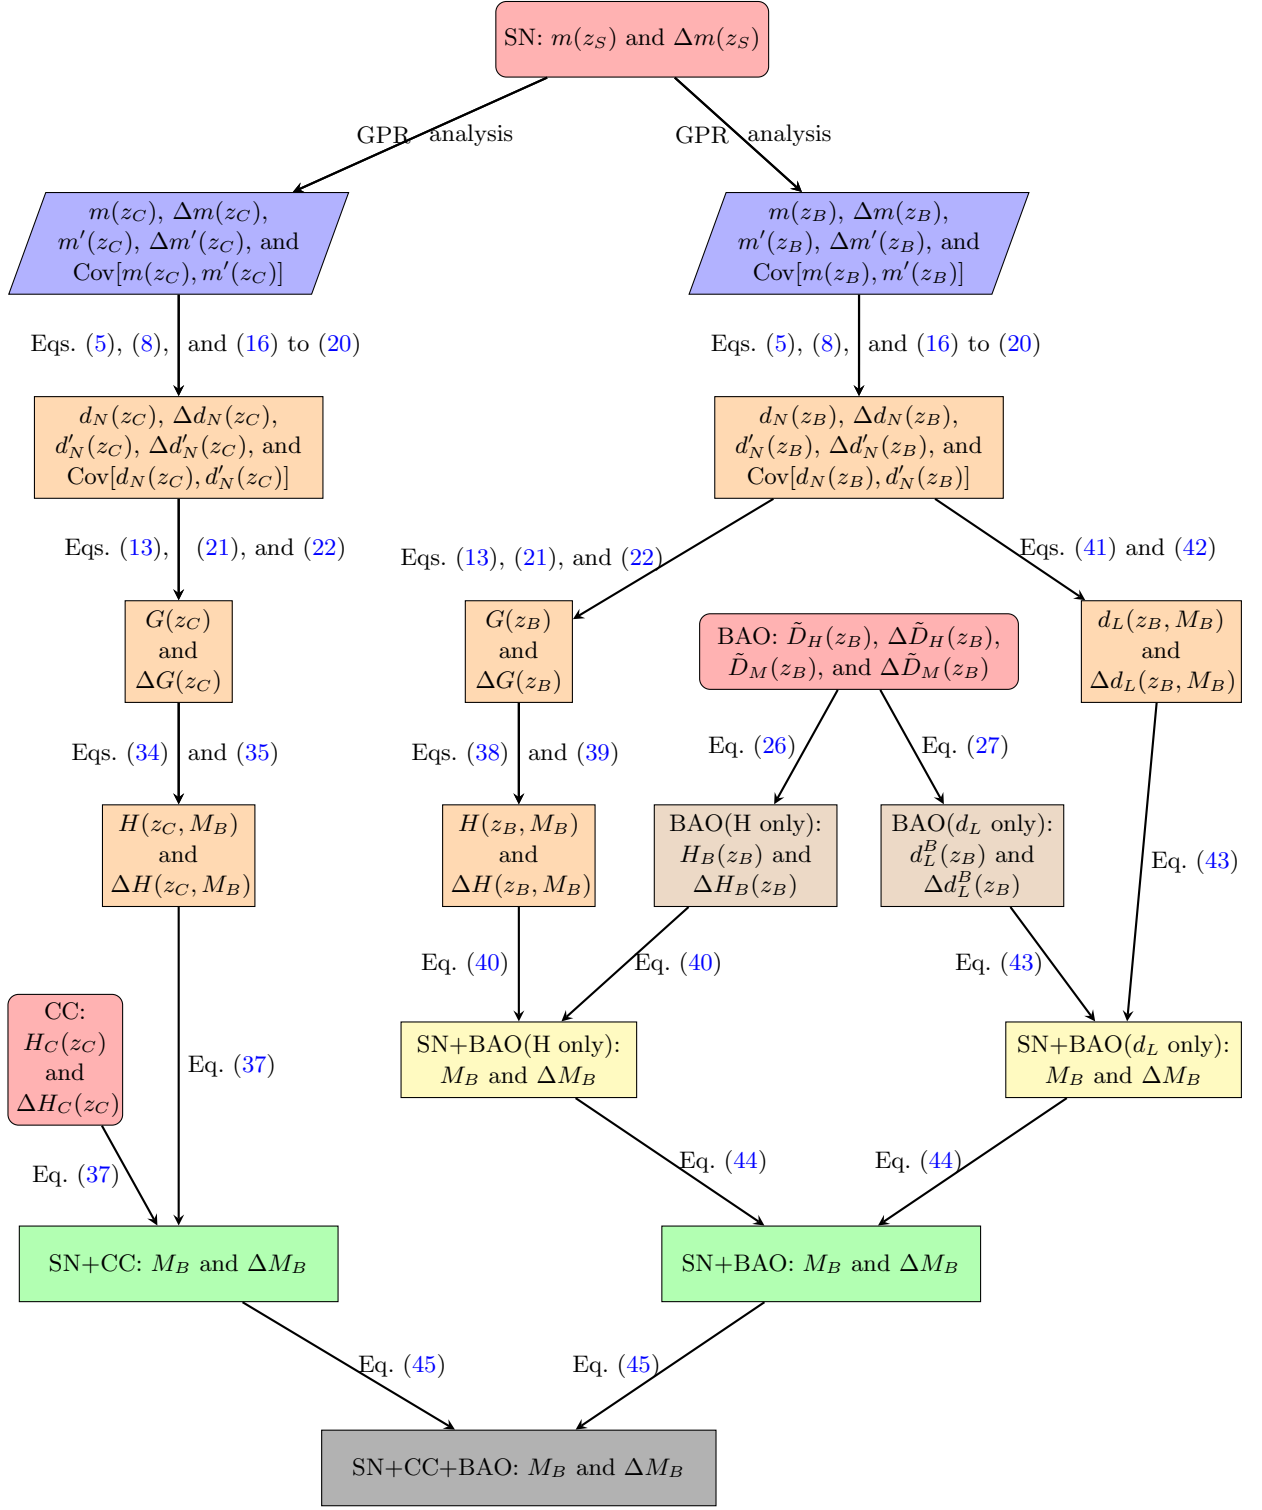 SN: m(z_S) and Δm(z_S)
GPR analysis
GPR analysis
m(z_C), Δm(z_C),
m′(z_C), Δm′(z_C), and
Cov[m(z_C), m′(z_C)]
m(z_B), Δm(z_B),
m′(z_B), Δm′(z_B), and
Cov[m(z_B), m′(z_B)]
Eqs. (5), (8), and (16) to (20)
Eqs. (5), (8), and (16) to (20)
d_N(z_C), Δd_N(z_C),
d′_N(z_C), Δd′_N(z_C), and
Cov[d_N(z_C), d′_N(z_C)]
d_N(z_B), Δd_N(z_B),
d′_N(z_B), Δd′_N(z_B), and
Cov[d_N(z_B), d′_N(z_B)]
Eqs. (13), (21), and (22)
Eqs. (13), (21), and (22)
Eqs. (41) and (42)
G(z_C)
and
ΔG(z_C)
G(z_B)
and
ΔG(z_B)
BAO: D̃_H(z_B), ΔD̃_H(z_B),
D̃_M(z_B), and ΔD̃_M(z_B)
d_L(z_B, M_B)
and
Δd_L(z_B, M_B)
Eqs. (34) and (35)
Eqs. (38) and (39)
Eq. (26)
Eq. (27)
H(z_C, M_B)
and
ΔH(z_C, M_B)
H(z_B, M_B)
and
ΔH(z_B, M_B)
BAO(H only):
H_B(z_B) and
ΔH_B(z_B)
BAO(d_L only):
d_L^B(z_B) and
Δd_L^B(z_B)
Eq. (43)
Eq. (40)
Eq. (40)
Eq. (43)
CC:
H_C(z_C)
and
ΔH_C(z_C)
Eq. (37)
SN+BAO(H only):
M_B and ΔM_B
SN+BAO(d_L only):
M_B and ΔM_B
Eq. (37)
Eq. (44)
Eq. (44)
SN+CC: M_B and ΔM_B
SN+BAO: M_B and ΔM_B
Eq. (45)
Eq. (45)
SN+CC+BAO: M_B and ΔM_B